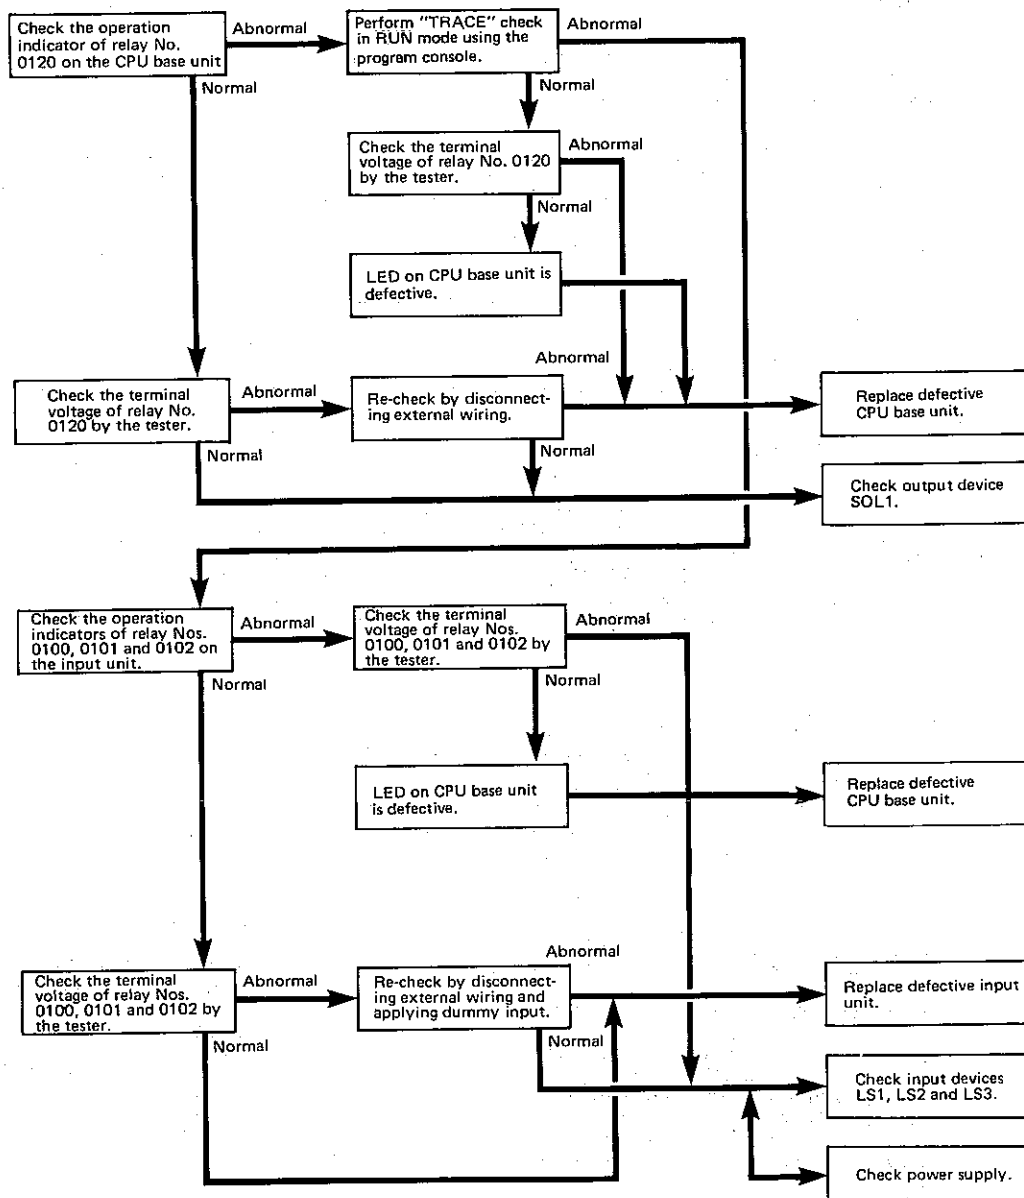 Check the operation
indicator of relay No.
0120 on the CPU base unit
Abnormal
Normal
Perform "TRACE" check
in RUN mode using the
program console.
Abnormal
Normal
Check the terminal
voltage of relay No. 0120
by the tester.
Abnormal
Normal
LED on CPU base unit is
defective.
Check the terminal
voltage of relay No.
0120 by the tester.
Abnormal
Normal
Re-check by disconnect-
ing external wiring.
Abnormal
Normal
Replace defective
CPU base unit.
Check output device
SOL1.
Check the operation
indicators of relay Nos.
0100, 0101 and 0102 on
the input unit.
Abnormal
Normal
Check the terminal
voltage of relay Nos.
0100, 0101 and 0102 by
the tester.
Abnormal
Normal
LED on CPU base unit
is defective.
Replace defective
CPU base unit.
Check the terminal
voltage of relay Nos.
0100, 0101 and 0102 by
the tester.
Abnormal
Normal
Re-check by disconnect-
ing external wiring and
applying dummy input.
Abnormal
Normal
Replace defective input
unit.
Check input devices
LS1, LS2 and LS3.
Check power supply.